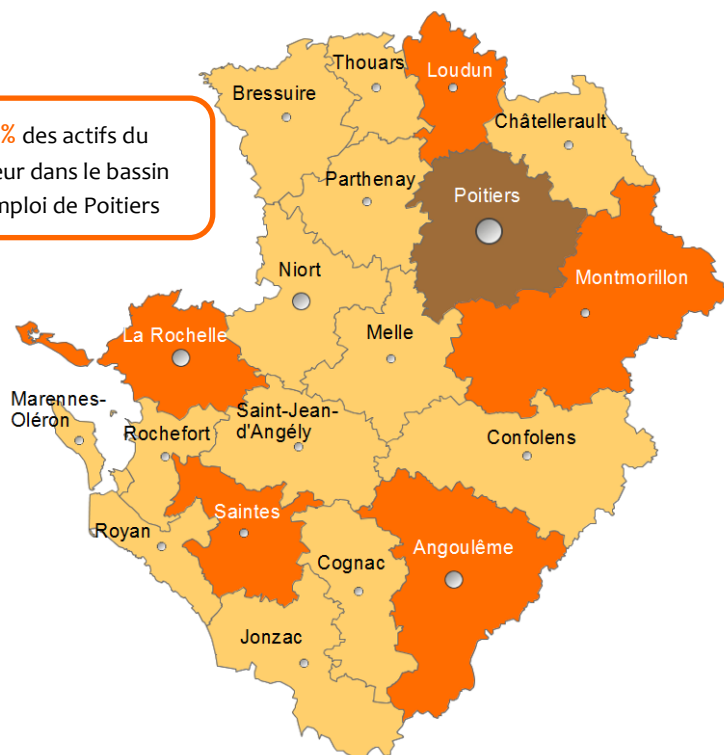 % des actifs du
eur dans le bassin
mploi de Poitiers
Thouars
Loudun
Bressuire
Châtellerault
Parthenay
Poitiers
Niort
Montmorillon
La Rochelle
Melle
Marennes-
Oléron
Rochefort
Saint-Jean-
d'Angély
Confolens
Saintes
Royan
Angoulême
Cognac
Jonzac